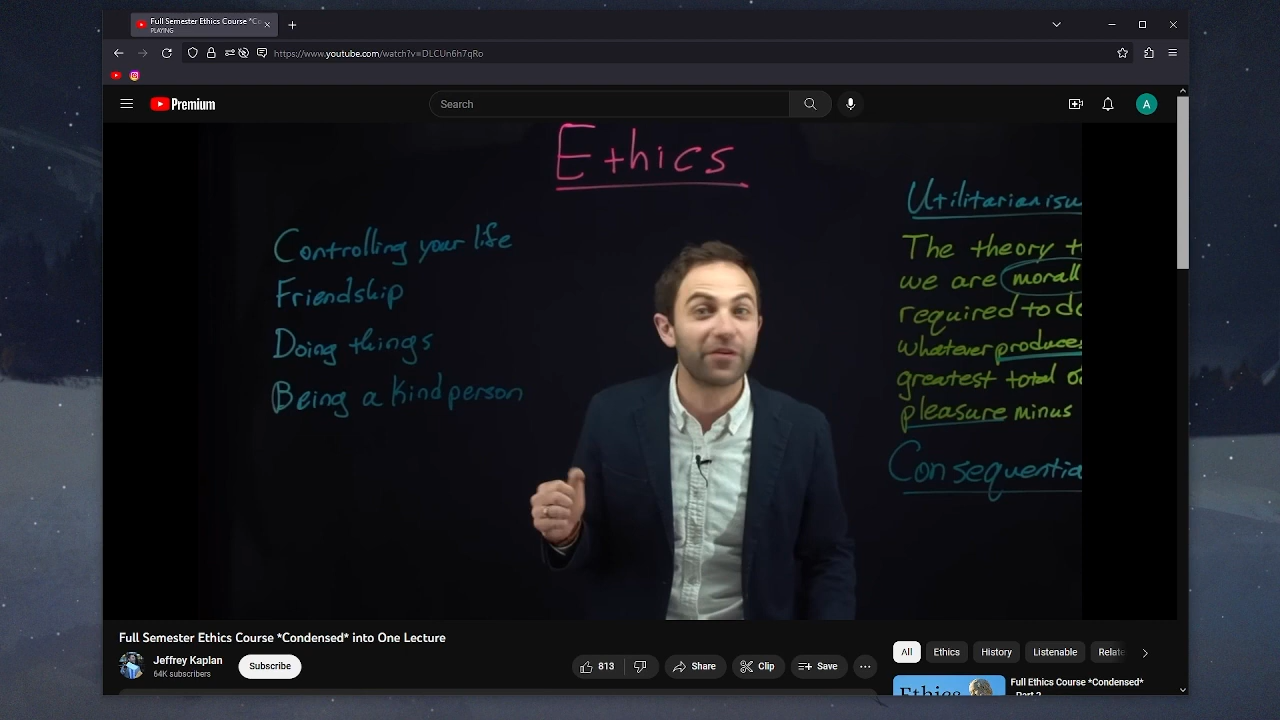 Full Semester Ethics Course *Co
PLAYING
https://www.youtube.com/watch?v=DLCUn6h7qRo
Premium
Search
A
Ethics
Controlling your life
Friendship
Doing things
Being a kind person
Utilitarianism
The theory t
we are morall
required to do
whatever produces
greatest total
pleasure minus
Consequentia
Full Semester Ethics Course *Condensed* into One Lecture
Jeffrey Kaplan
64K subscribers
Subscribe
813
Share
Clip
Save
All
Ethics
History
Listenable
Relate
Full Ethics Course *Condensed*
Part 2
Ethics